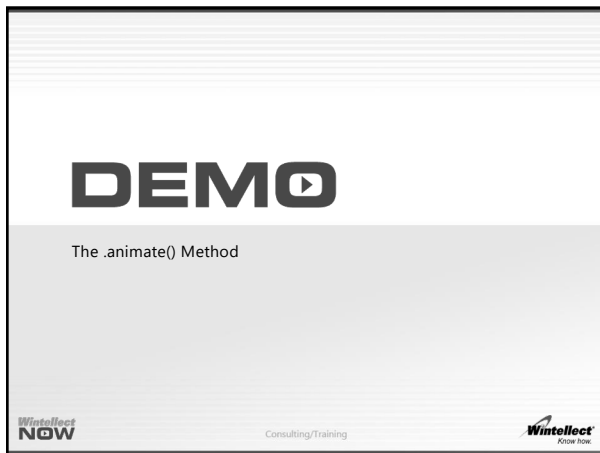 DEMO
The .animate() Method
Wintellect
NOW
Consulting/Training
Wintellect
Know how.